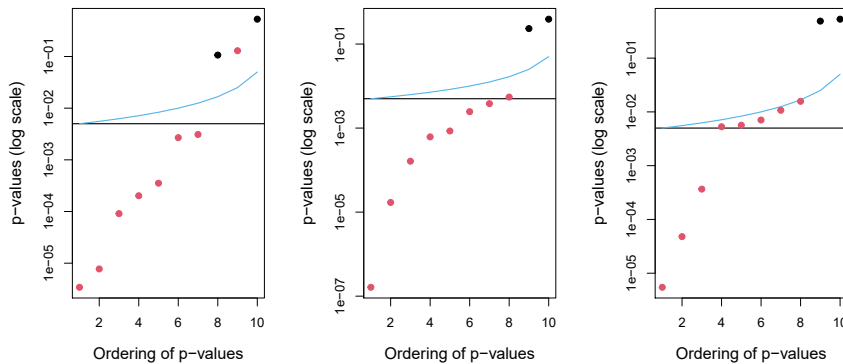 1e−01
1e−02
1e−03
1e−04
1e−05
p−values (log scale)
2 4 6 8 10
Ordering of p−values
1e−01
1e−03
1e−05
1e−07
p−values (log scale)
2 4 6 8 10
Ordering of p−values
1e−01
1e−02
1e−03
1e−04
1e−05
p−values (log scale)
2 4 6 8 10
Ordering of p−values